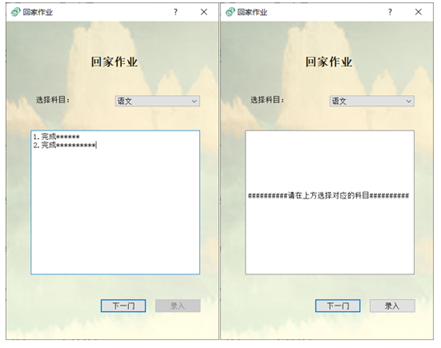 回家作业
?
×
回家作业
选择科目：
语文
1.完成******
2.完成**********
下一门
录入
回家作业
?
×
回家作业
选择科目：
语文
##########请在上方选择对应的科目##########
下一门
录入